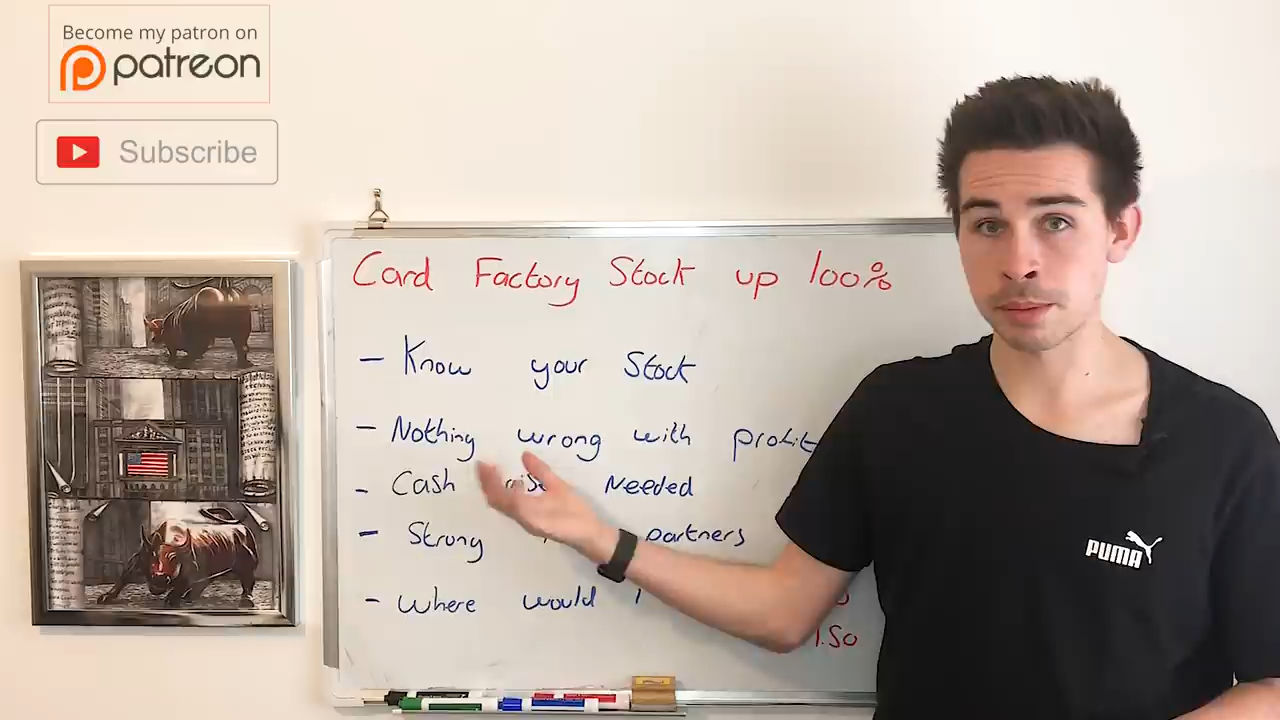 Become my patron on
patreon
Subscribe
Card Factory Stock up 100%
- Know your Stock
- Nothing wrong with profit
- Cash Needed
- Strong partners
- Where would I
1.50
PUMA